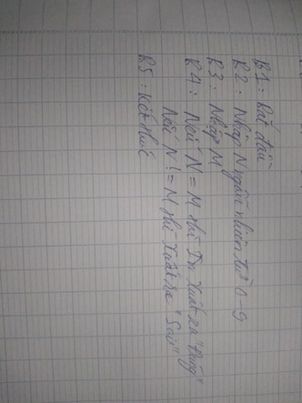 B1: Bắt đầu
B2: Nhập N ngẫu nhiên từ 0-9
B3: Nhập M
B4: Nếu N = M thì In Xuất ra "Đúng"
Nếu N != M thì Xuất ra "Sai"
B5: Kết thúc